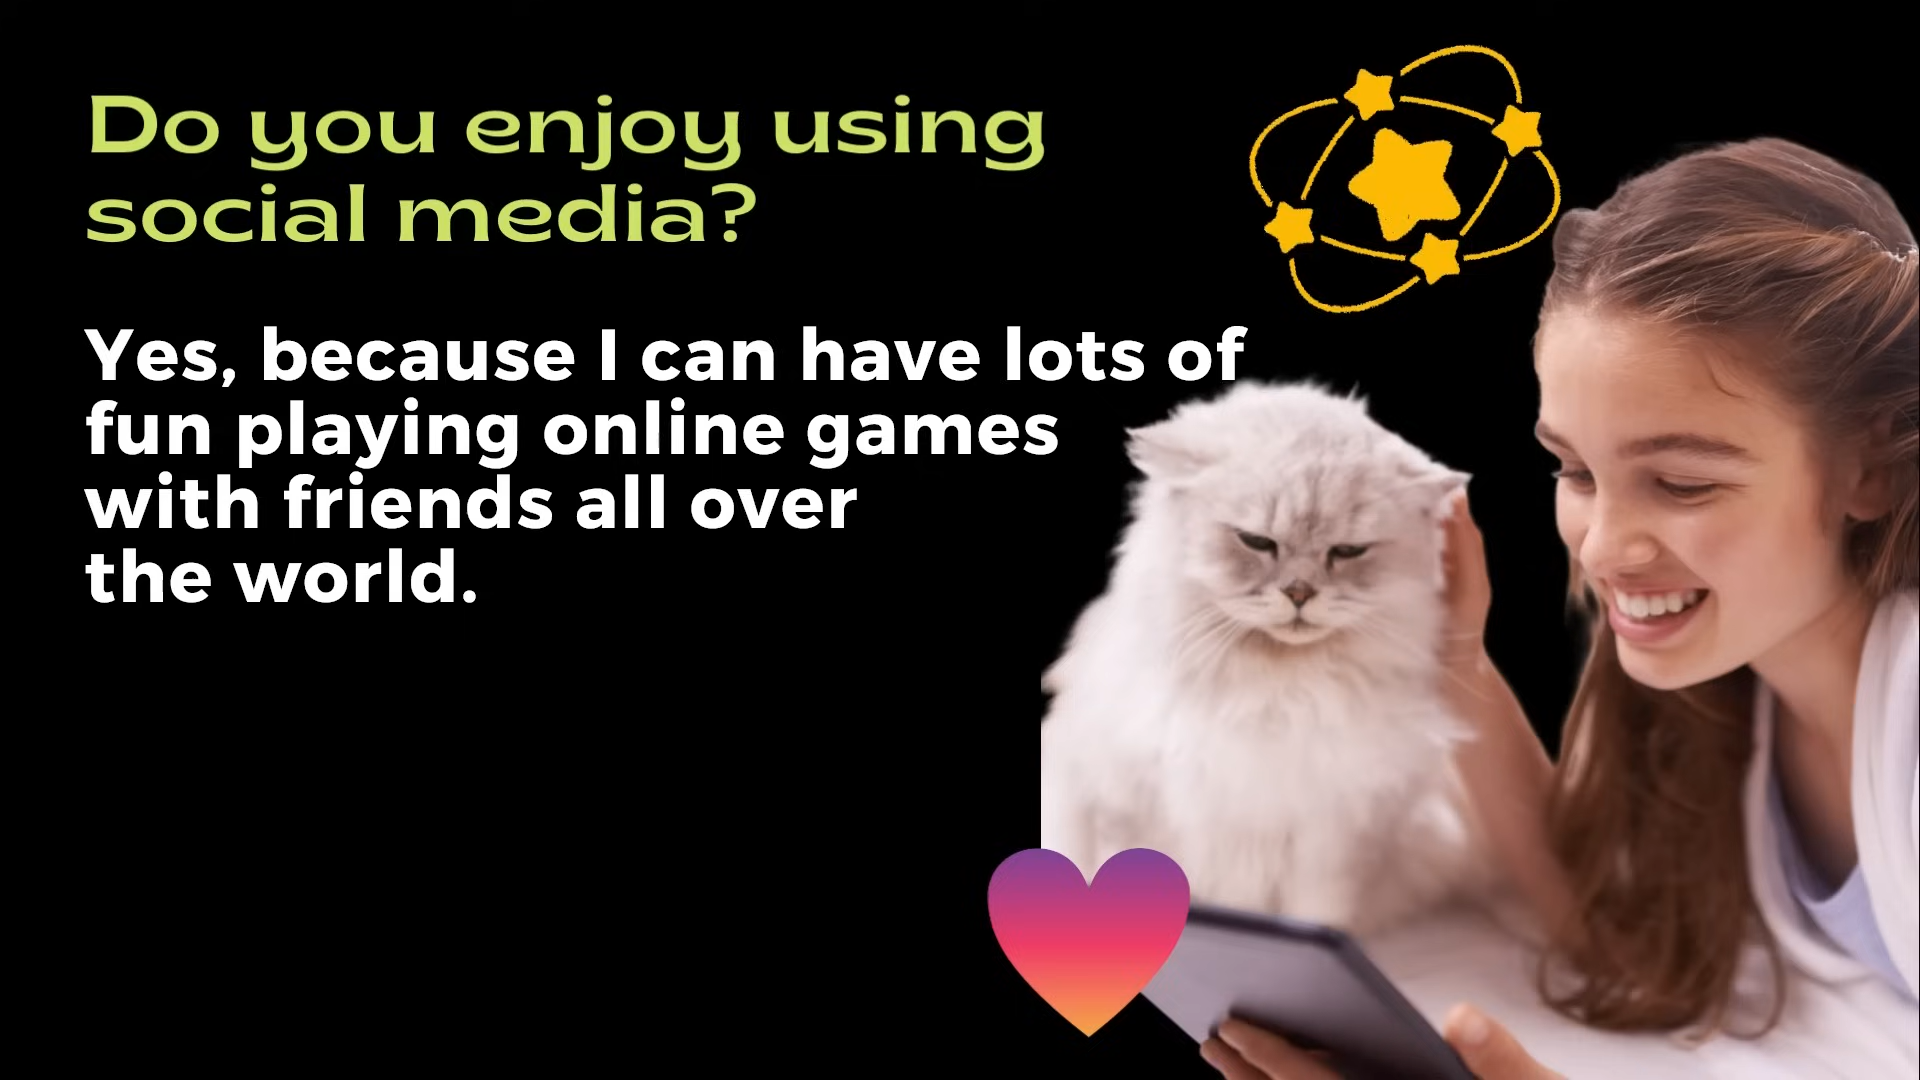 Do you enjoy using
social media?
Yes, because I can have lots of
fun playing online games
with friends all over
the world.